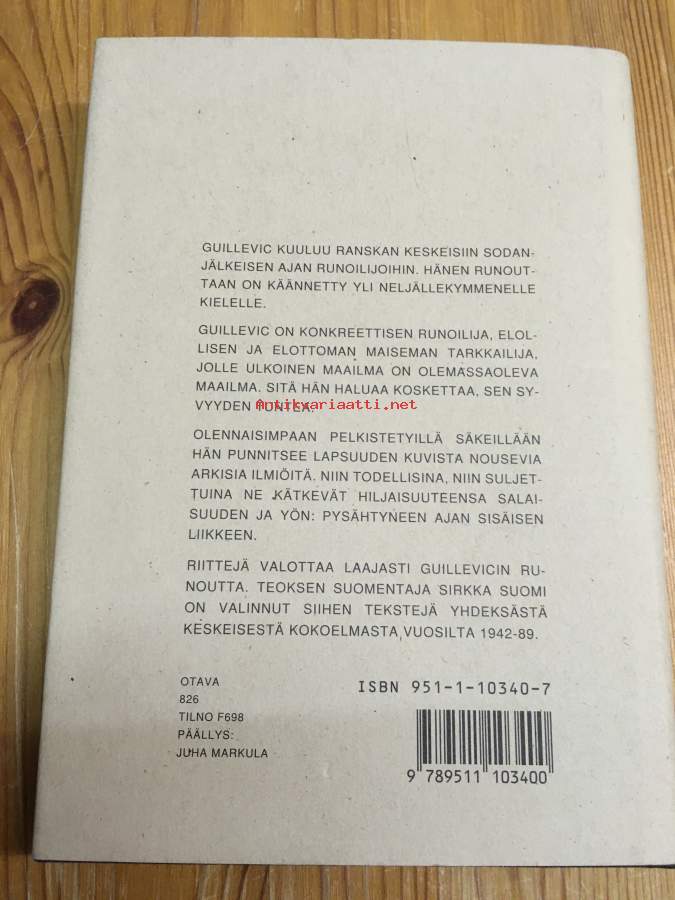 GUILLEVIC KUULUU RANSKAN KESKEISIIN SODAN-
JÄLKEISEN AJAN RUNOILIJOIHIN. HÄNEN RUNOUT-
TAAN ON KÄÄNNETTY YLI NELJÄLLEKYMMENELLE
KIELELLE.
GUILLEVIC ON KONKREETTISEN RUNOILIJA, ELOL-
LISEN JA ELOTTOMAN MAISEMAN TARKKAILIJA,
JOLLE ULKOINEN MAAILMA ON OLEMASSAOLEVA
MAAILMA. SITÄ HÄN HALUAA KOSKETTAA, SEN SY-
VYYDEN TUNTEA.
Antikvariaatti.net
OLENNAISIMPAAN PELKISTETYILLÄ SÄKEILLÄÄN
HÄN PUNNITSEE LAPSUUDEN KUVISTA NOUSEVIA
ARKISIA ILMIÖITÄ. NIIN TODELLISINA, NIIN SULJET-
TUINA NE KÄTKEVÄT HILJAISUUTEENSA SALAI-
SUUDEN JA YÖN: PYSÄHTYNEEN AJAN SISÄISEN
LIIKKEEN.
RIITTEJÄ VALOTTAA LAAJASTI GUILLEVICIN RU-
NOUTTA. TEOKSEN SUOMENTAJA SIRKKA SUOMI
ON VALINNUT SIIHEN TEKSTEJÄ YHDEKSÄSTÄ
KESKEISESTÄ KOKOELMASTA VUOSILTA 1942-89.
OTAVA
826
TILNO F698
PÄÄLLYS:
JUHA MARKULA
ISBN 951-1-10340-7
9 789511 103400